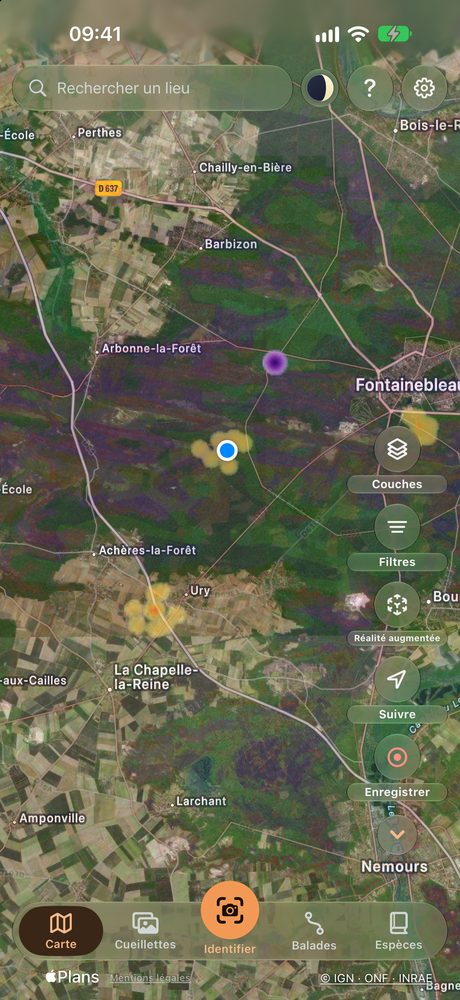 09:41
Rechercher un lieu
?
-École
Perthes
Bois-le-R
Chailly-en-Bière
D 637
Barbizon
Arbonne-la-Forêt
Fontainebleau
Couches
École
Filtres
Achères-la-Forêt
Ury
Bou
Réalité augmentée
La Chapelle-
la-Reine
-aux-Cailles
Suivre
Enregistrer
Larchant
Amponville
Nemours
Carte
Cueillettes
Identifier
Balades
Espèces
Plans
Mentions légales
© IGN · ONF · INRAE
Bagne